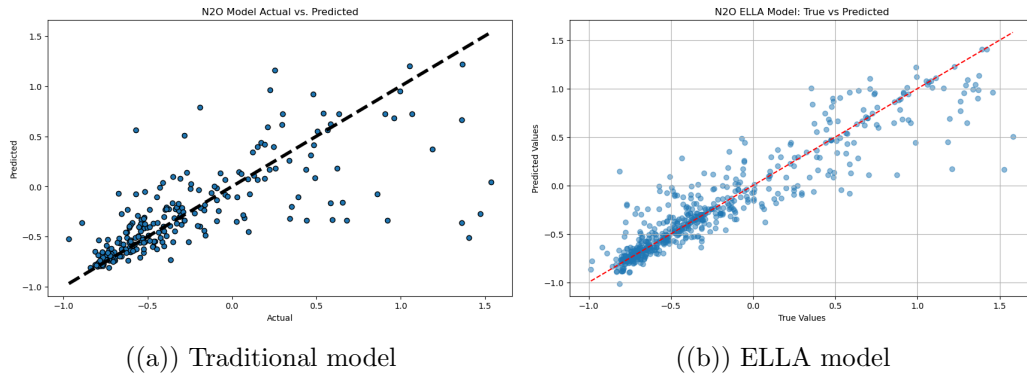 N2O Model Actual vs. Predicted
1.5
1.0
0.5
0.0
−0.5
−1.0
Predicted
−1.0 −0.5 0.0 0.5 1.0 1.5
Actual
((a)) Traditional model
N2O ELLA Model: True vs Predicted
1.5
1.0
0.5
0.0
−0.5
−1.0
Predicted Values
−1.0 −0.5 0.0 0.5 1.0 1.5
True Values
((b)) ELLA model